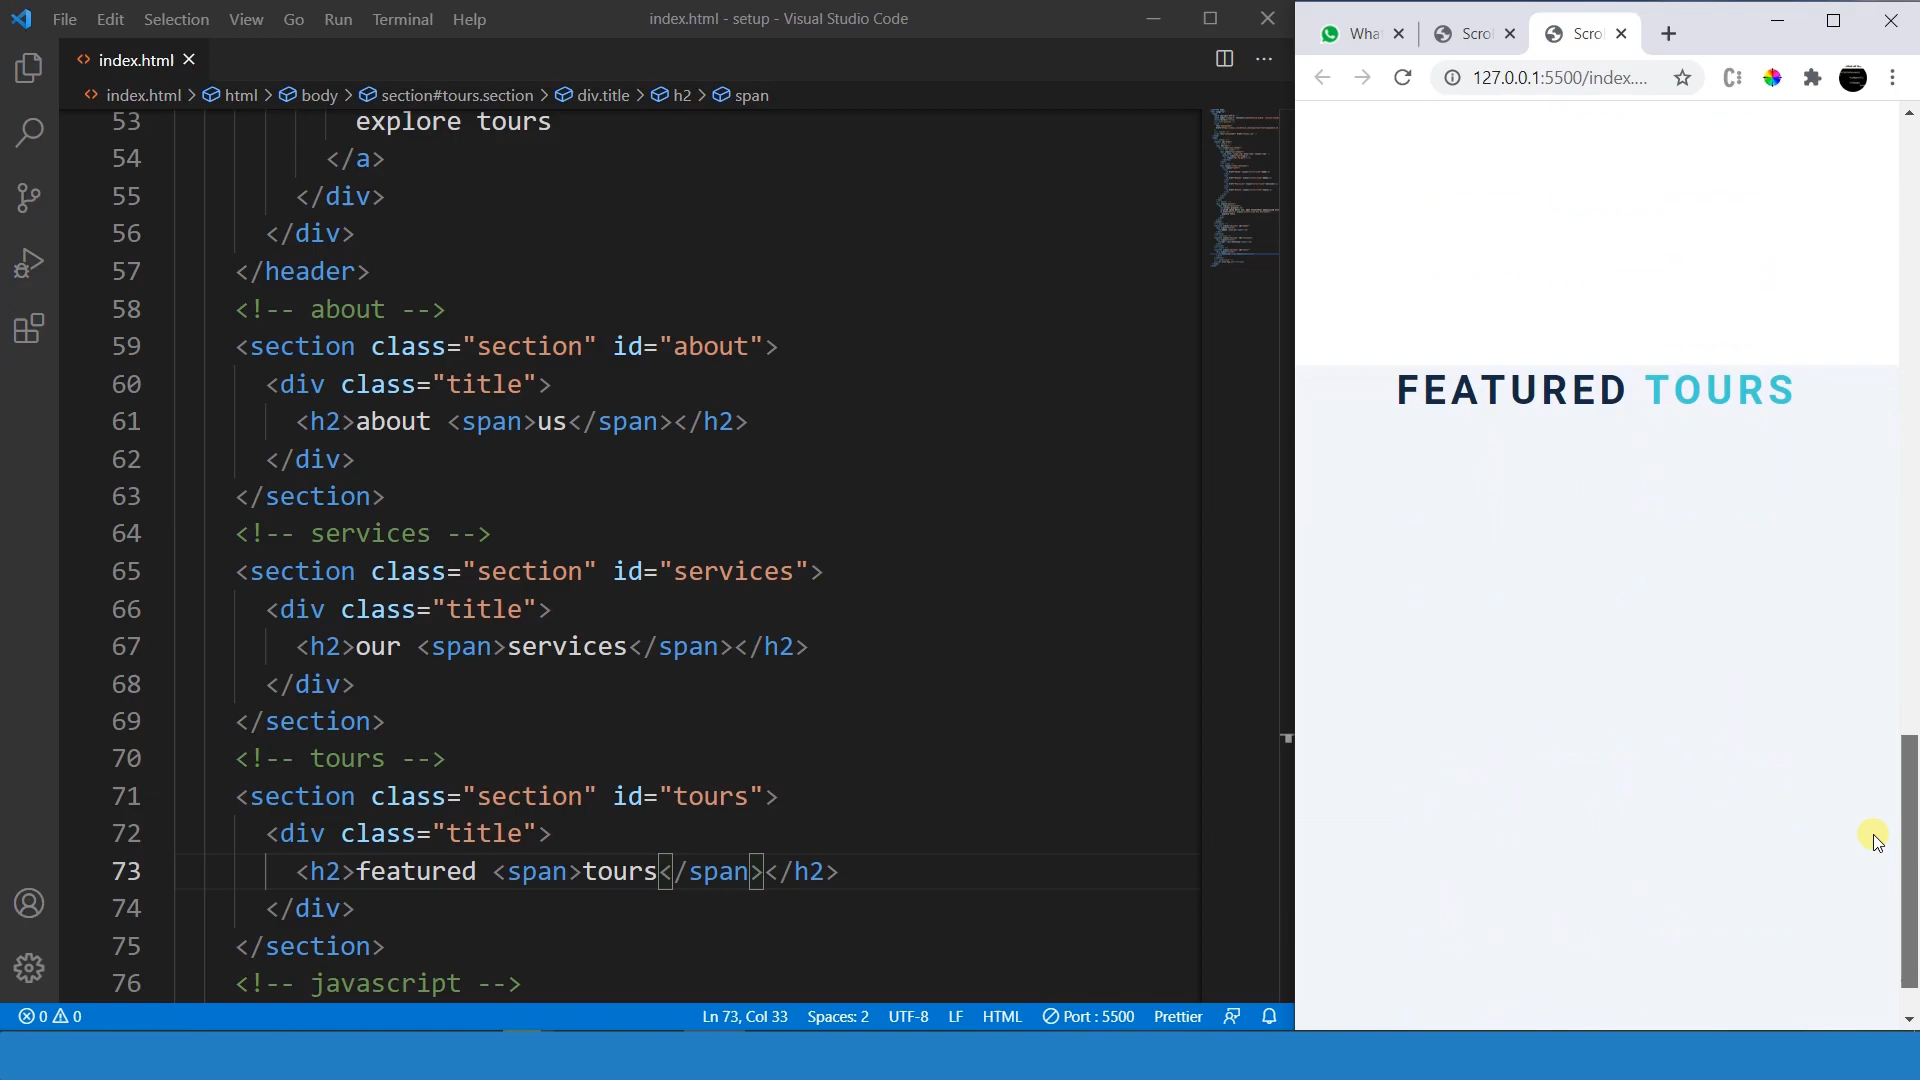 File Edit Selection View Go Run Terminal Help
index.html - setup - Visual Studio Code
index.html
index.html > html > body > section#tours.section > div.title > h2 > span
53 explore tours
54 </a>
55 </div>
56 </div>
57 </header>
58 <!-- about -->
59 <section class="section" id="about">
60 <div class="title">
61 <h2>about <span>us</span></h2>
62 </div>
63 </section>
64 <!-- services -->
65 <section class="section" id="services">
66 <div class="title">
67 <h2>our <span>services</span></h2>
68 </div>
69 </section>
70 <!-- tours -->
71 <section class="section" id="tours">
72 <div class="title">
73 <h2>featured <span>tours</span></h2>
74 </div>
75 </section>
76 <!-- javascript -->
0 0 Ln 73, Col 33 Spaces: 2 UTF-8 LF HTML Port : 5500 Prettier
What Scrol Scrol
127.0.0.1:5500/index....
FEATURED TOURS